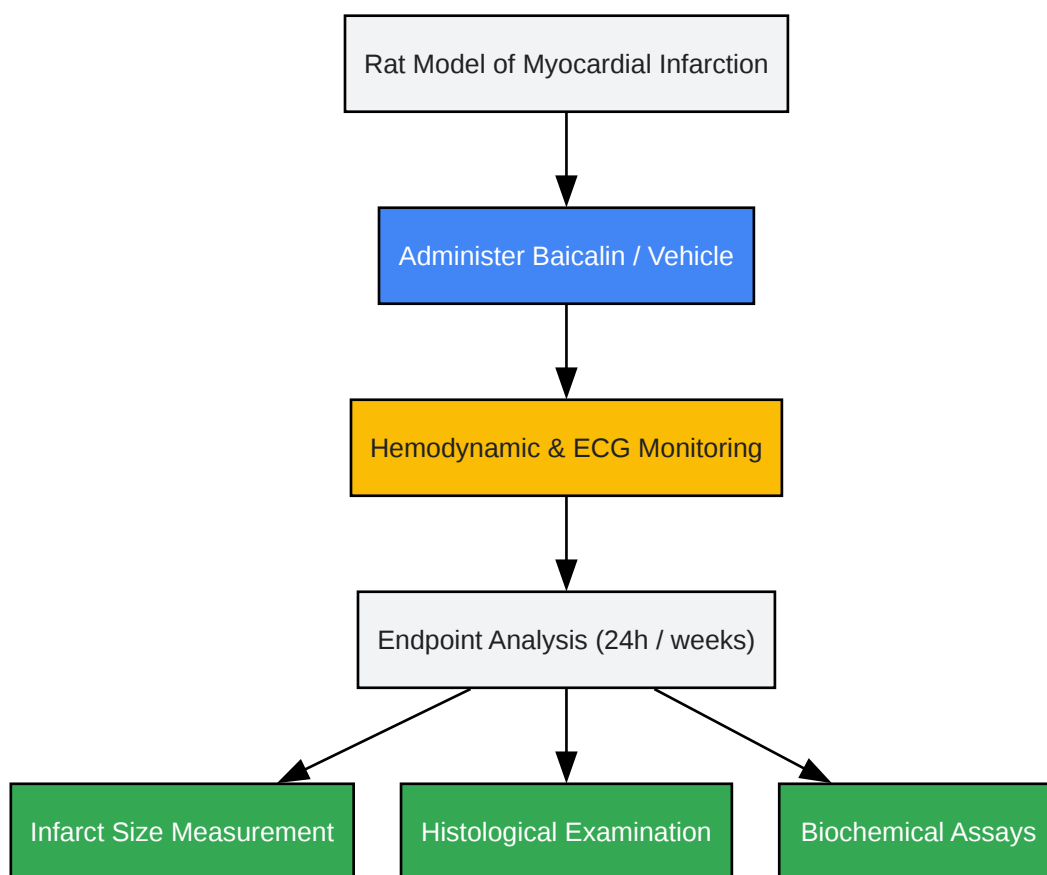 Rat Model of Myocardial Infarction
Administer Baicalin / Vehicle
Hemodynamic & ECG Monitoring
Endpoint Analysis (24h / weeks)
Infarct Size Measurement
Histological Examination
Biochemical Assays